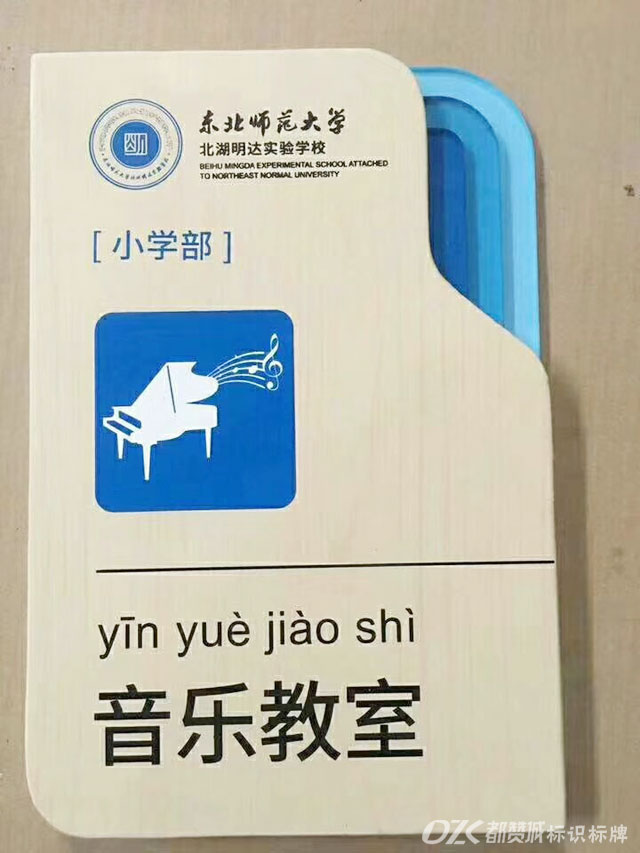 东北师范大学
北湖明达实验学校
BEIHU MINGDA EXPERIMENTAL SCHOOL ATTACHED
TO NORTHEAST NORMAL UNIVERSITY
[ 小学部 ]
yīn yuè jiào shì
音乐教室
OZK 都赞 标识标牌